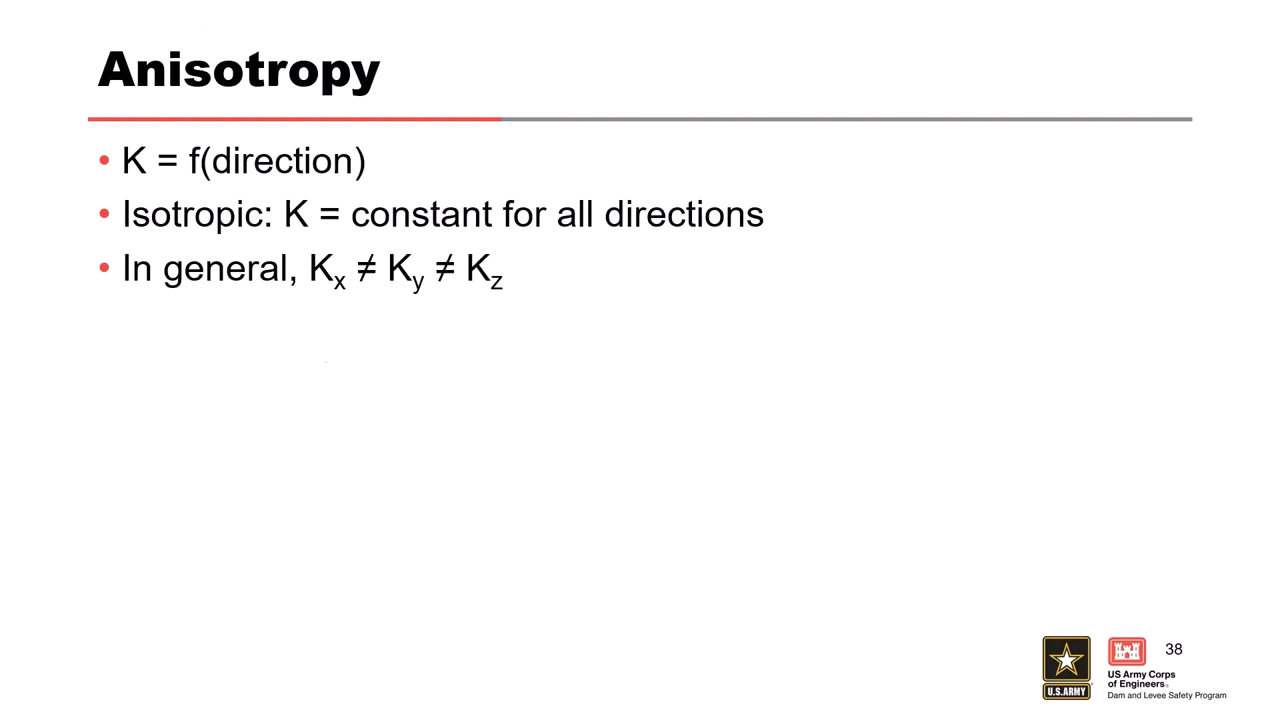 Anisotropy
• K = f(direction)
• Isotropic: K = constant for all directions
• In general, Kx ≠ Ky ≠ Kz
38
U.S.ARMY
US Army Corps
of Engineers®
Dam and Levee Safety Program